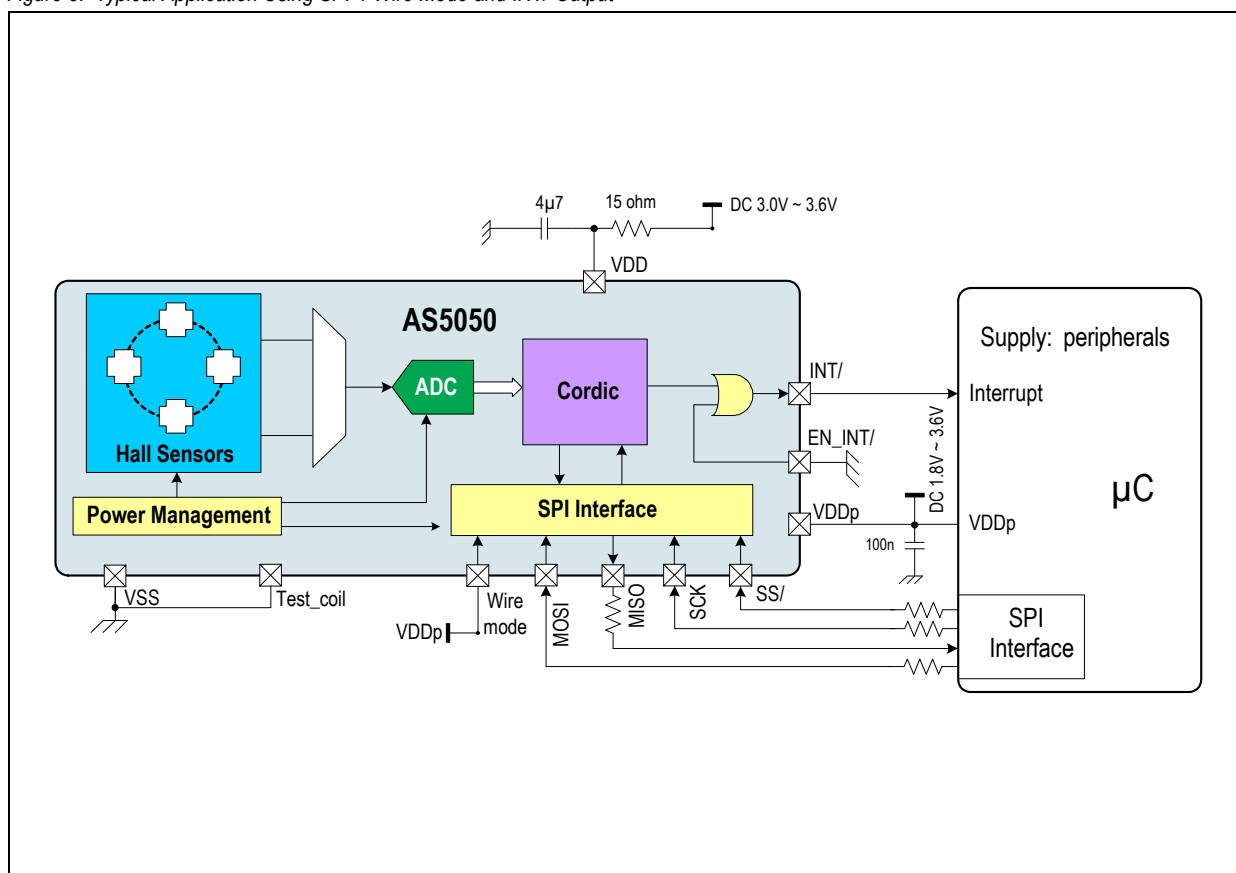 4µ7
15 ohm
DC 3.0V ~ 3.6V
VDD
AS5050
Hall Sensors
ADC
Cordic
INT/
EN_INT/
Power Management
SPI Interface
VDDp
VSS
Test_coil
Wire
mode
VDDp
MOSI
MISO
SCK
SS/
Supply: peripherals
Interrupt
DC 1.8V ~ 3.6V
µC
VDDp
100n
SPI
Interface